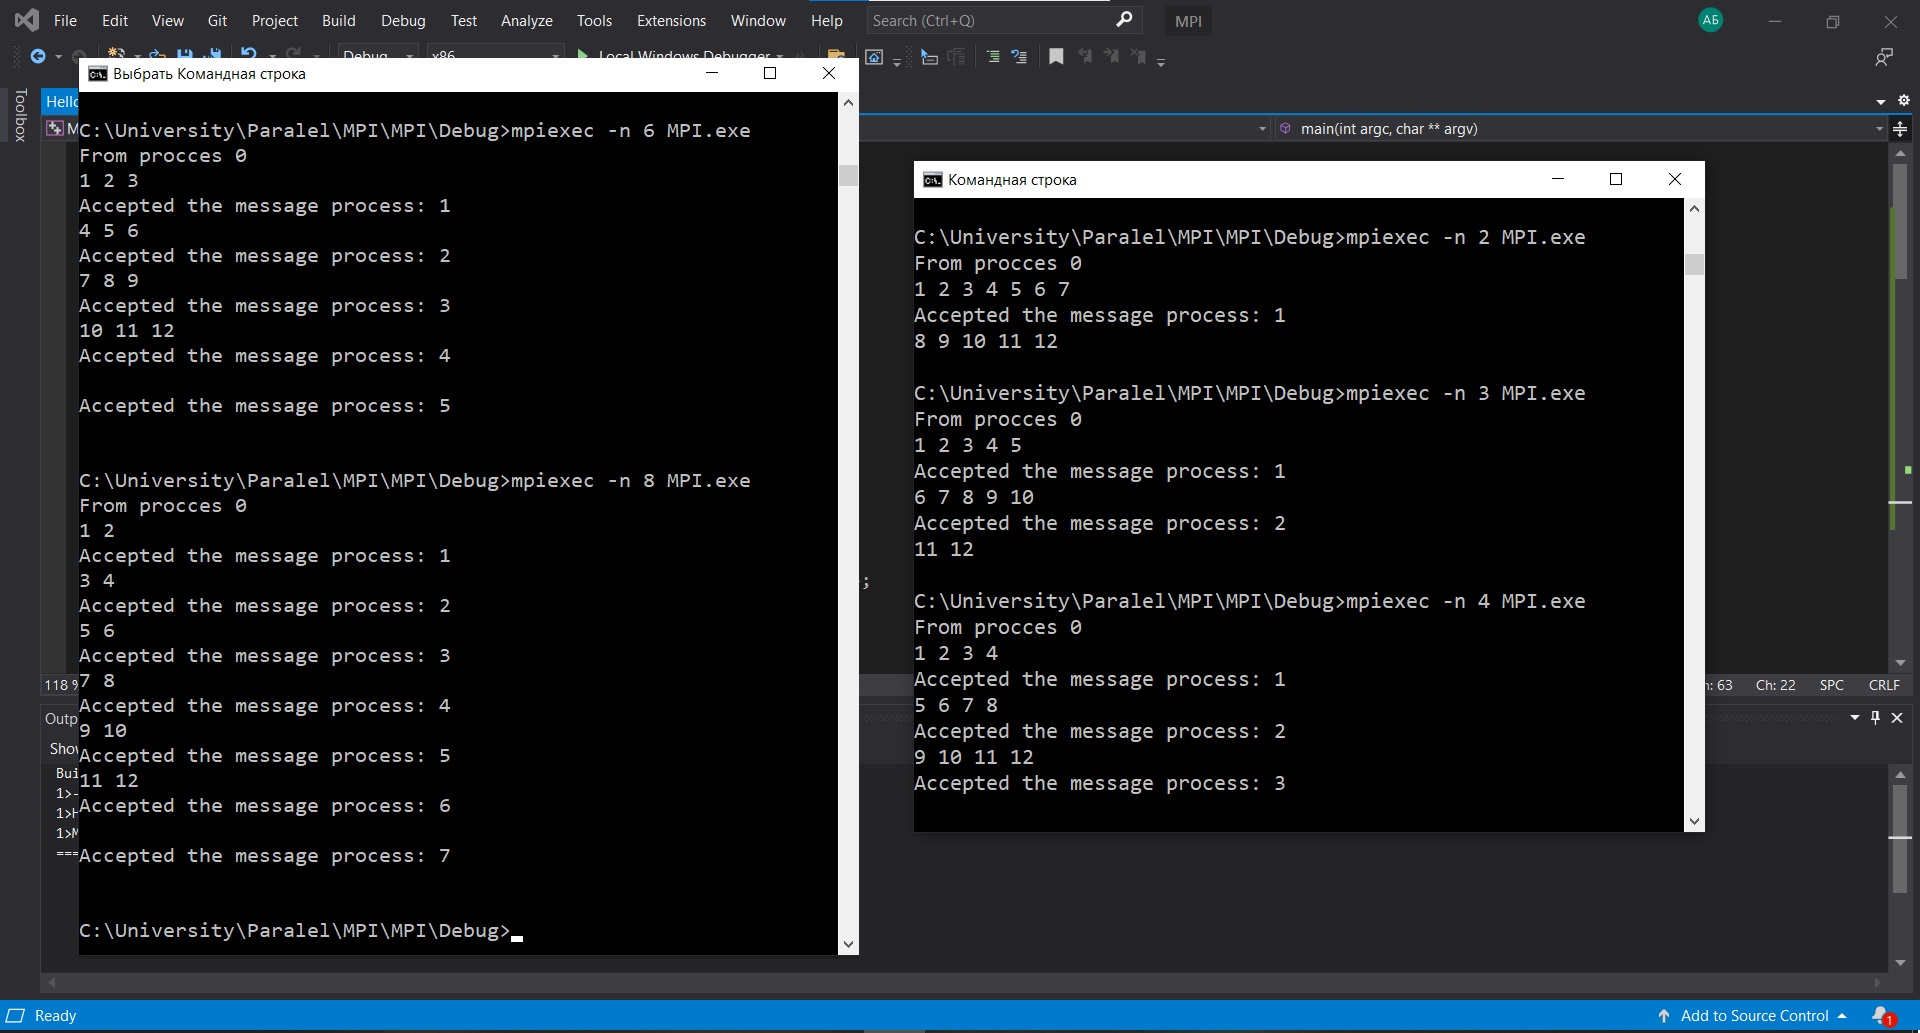 File Edit View Git Project Build Debug Test Analyze Tools Extensions Window Help Search (Ctrl+Q) MPI АБ
Debug x86 Local Windows Debugger
Toolbox
Hello
M
main(int argc, char ** argv)
Выбрать Командная строка
C:\University\Paralel\MPI\MPI\Debug>mpiexec -n 6 MPI.exe
From procces 0
1 2 3
Accepted the message process: 1
4 5 6
Accepted the message process: 2
7 8 9
Accepted the message process: 3
10 11 12
Accepted the message process: 4
Accepted the message process: 5
C:\University\Paralel\MPI\MPI\Debug>mpiexec -n 8 MPI.exe
From procces 0
1 2
Accepted the message process: 1
3 4
Accepted the message process: 2
5 6
Accepted the message process: 3
7 8
Accepted the message process: 4
9 10
Accepted the message process: 5
11 12
Accepted the message process: 6
Accepted the message process: 7
C:\University\Paralel\MPI\MPI\Debug>
;
Командная строка
C:\University\Paralel\MPI\MPI\Debug>mpiexec -n 2 MPI.exe
From procces 0
1 2 3 4 5 6 7
Accepted the message process: 1
8 9 10 11 12
C:\University\Paralel\MPI\MPI\Debug>mpiexec -n 3 MPI.exe
From procces 0
1 2 3 4 5
Accepted the message process: 1
6 7 8 9 10
Accepted the message process: 2
11 12
C:\University\Paralel\MPI\MPI\Debug>mpiexec -n 4 MPI.exe
From procces 0
1 2 3 4
Accepted the message process: 1
5 6 7 8
Accepted the message process: 2
9 10 11 12
Accepted the message process: 3
118 %
: 63 Ch: 22 SPC CRLF
Outp
Show
Bui
1>-
1>H
1>M
===
Ready
Add to Source Control 1